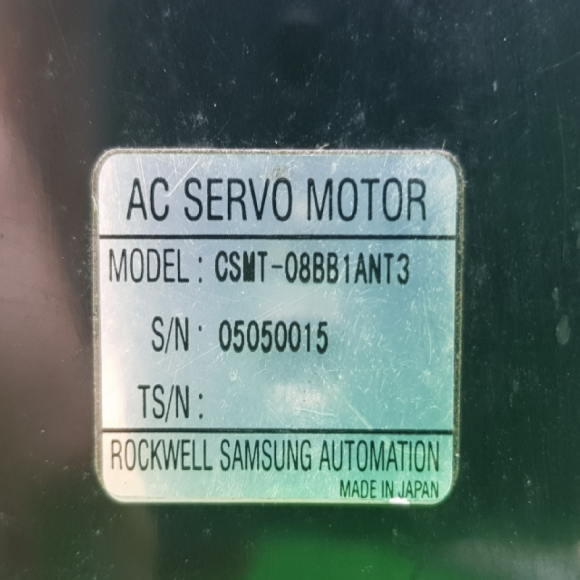 AC SERVO MOTOR
MODEL : CSMT-08BB1ANT3
S/N : 05050015
TS/N :
ROCKWELL SAMSUNG AUTOMATION
MADE IN JAPAN